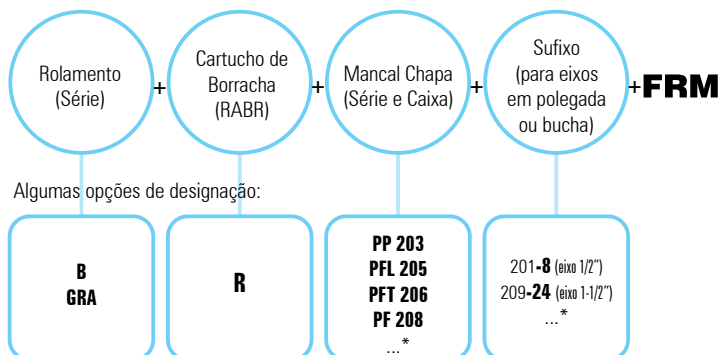 Rolamento
(Série)
+
Cartucho de
Borracha
(RABR)
+
Mancal Chapa
(Série e Caixa)
+
Sufixo
(para eixos
em polegada
ou bucha)
+FRM
Algumas opções de designação:
B
GRA
R
PP 203
PFL 205
PFT 206
PF 208
...*
201-8 (eixo 1/2”)
209-24 (eixo 1-1/2”)
...*